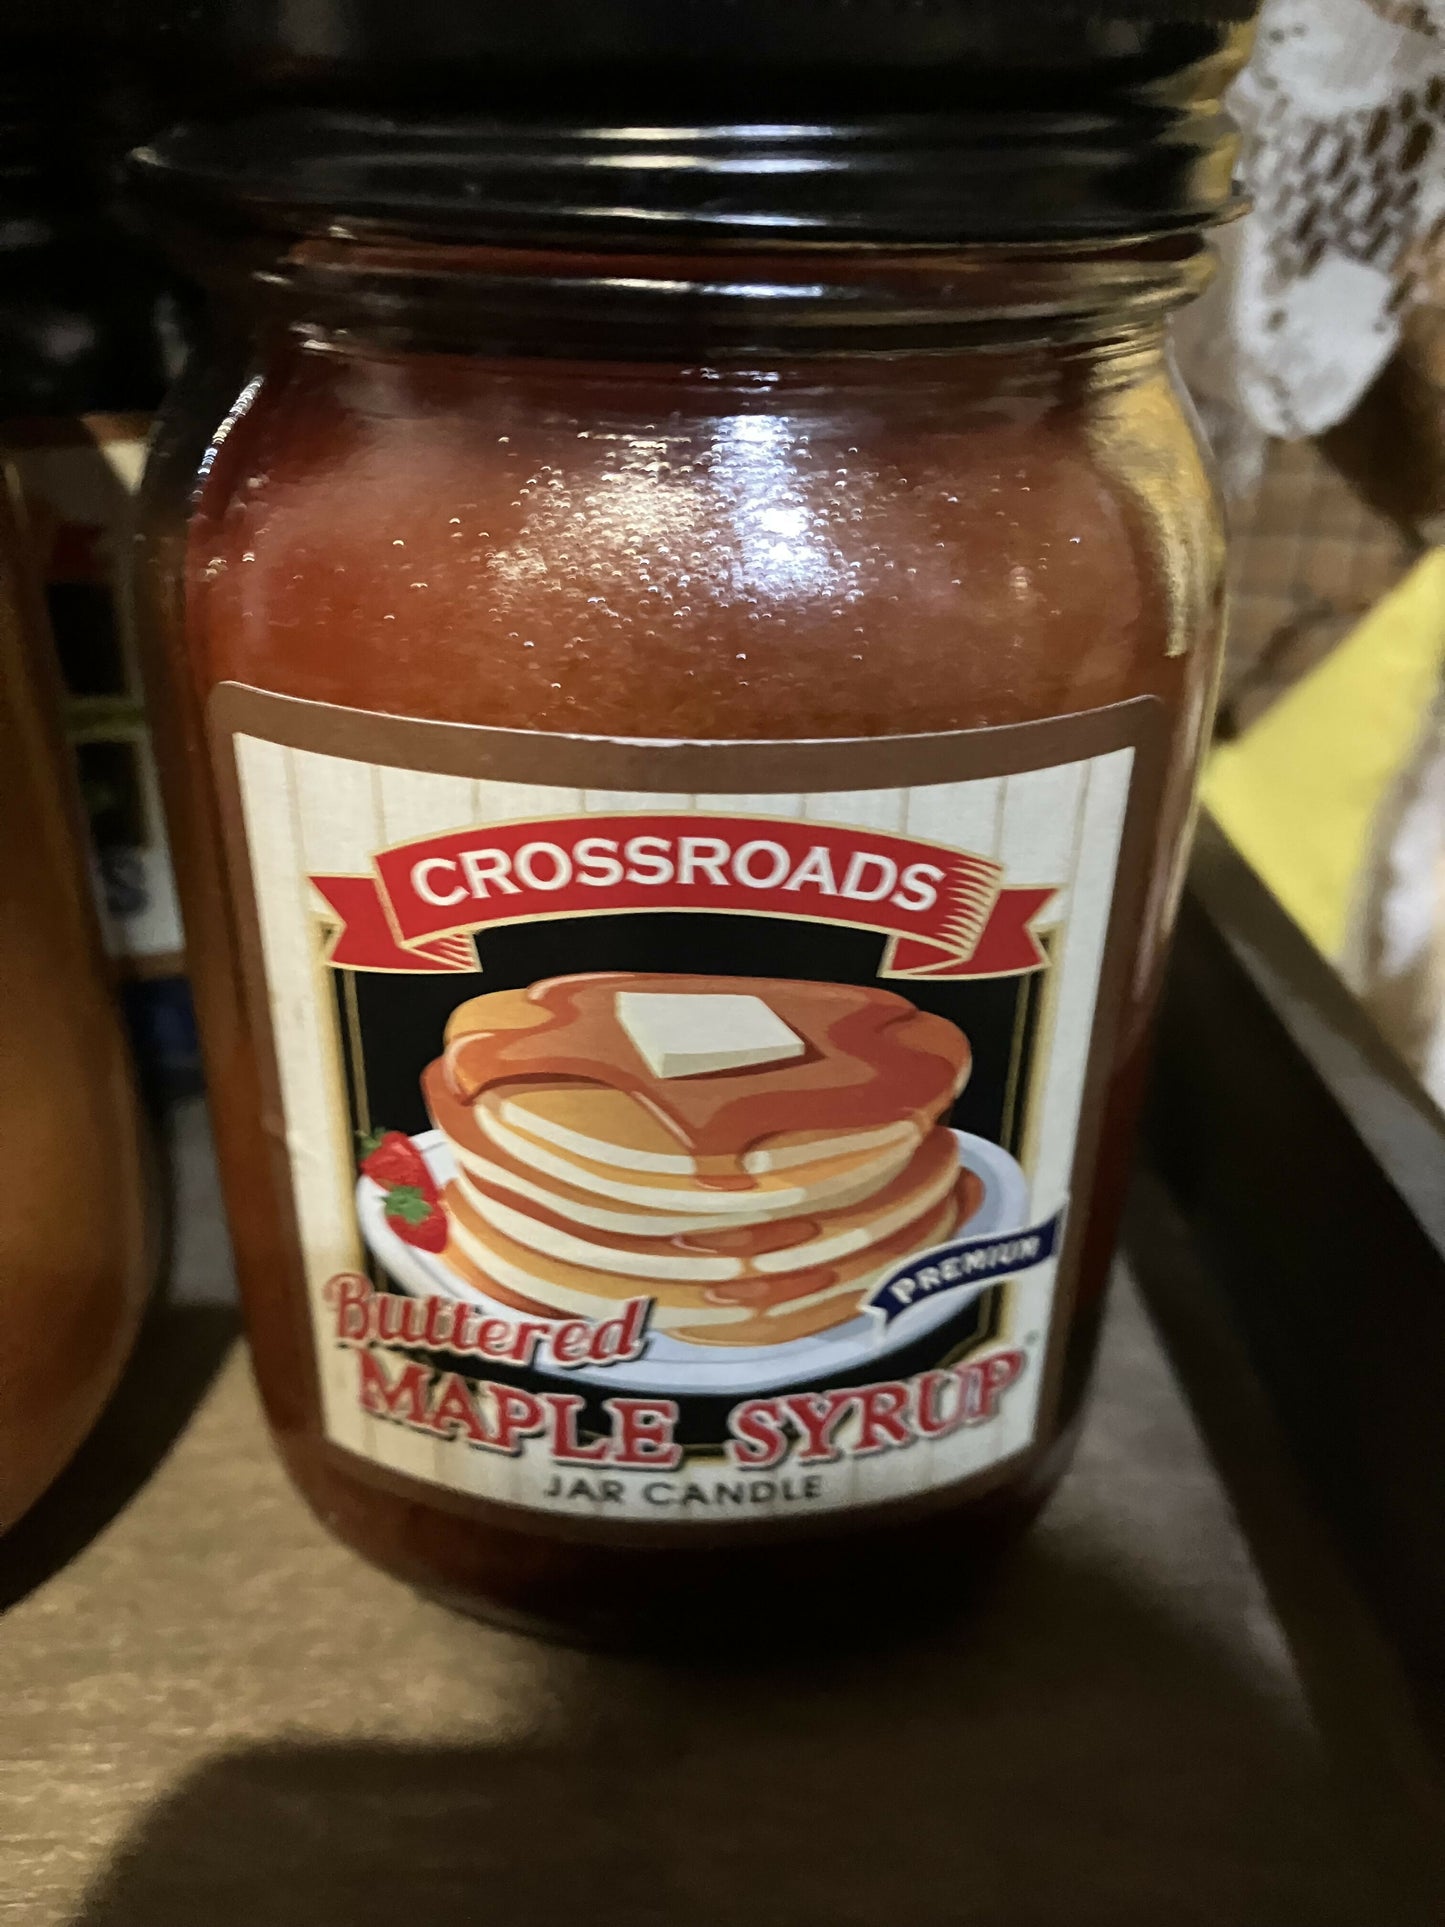 CROSSROADS
PREMIUM
Buttered
MAPLE SYRUP
JAR CANDLE